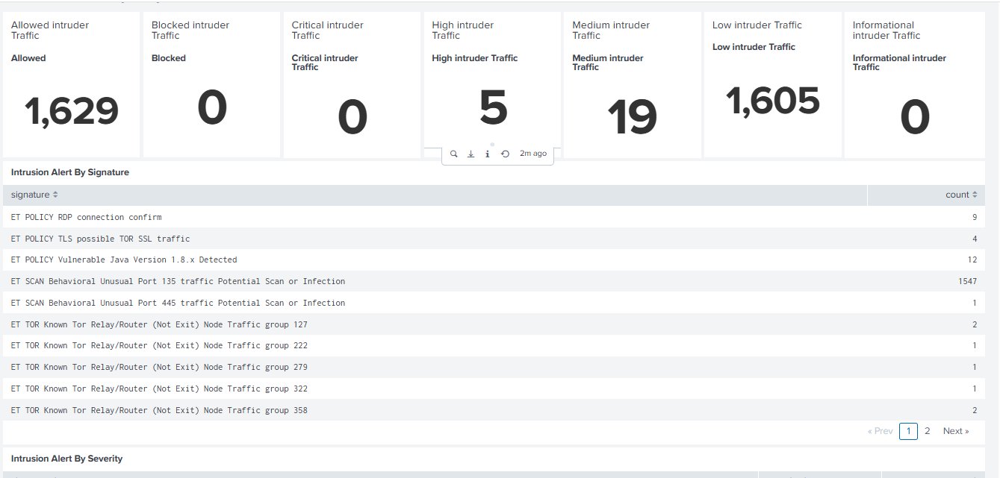 Allowed intruder
Traffic
Allowed
1,629
Blocked intruder
Traffic
Blocked
0
Critical intruder
Traffic
Critical intruder
Traffic
0
High intruder
Traffic
High intruder Traffic
5
2m ago
Medium intruder
Traffic
Medium intruder
Traffic
19
Low intruder Traffic
Low intruder Traffic
1,605
Informational
intruder Traffic
Informational intruder
Traffic
0
Intrusion Alert By Signature
signature count
ET POLICY RDP connection confirm 9
ET POLICY TLS possible TOR SSL traffic 4
ET POLICY Vulnerable Java Version 1.8.x Detected 12
ET SCAN Behavioral Unusual Port 135 traffic Potential Scan or Infection 1547
ET SCAN Behavioral Unusual Port 445 traffic Potential Scan or Infection 1
ET TOR Known Tor Relay/Router (Not Exit) Node Traffic group 127 2
ET TOR Known Tor Relay/Router (Not Exit) Node Traffic group 222 1
ET TOR Known Tor Relay/Router (Not Exit) Node Traffic group 279 1
ET TOR Known Tor Relay/Router (Not Exit) Node Traffic group 322 1
ET TOR Known Tor Relay/Router (Not Exit) Node Traffic group 358 2
« Prev 1 2 Next »
Intrusion Alert By Severity